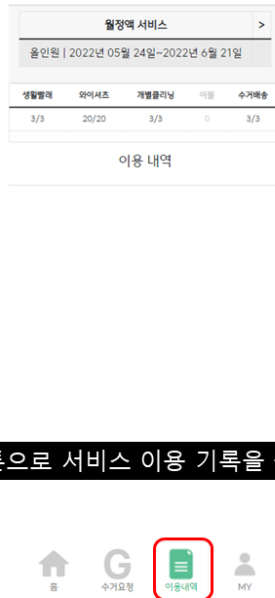 월정액 서비스 >
올인원 | 2022년 05월 24일~2022년 6월 21일
생활빨래 와이셔츠 개별클리닝 이불 수거배송
3/3 20/20 3/3 0 3/3
이용 내역
으로 서비스 이용 기록을
G
홈 수거요청 이용내역 MY